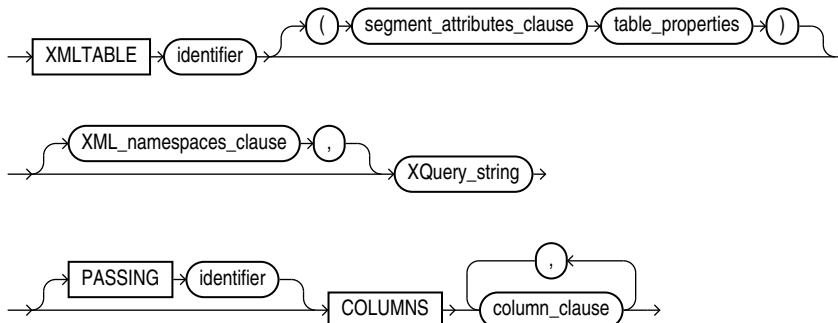 ( segment_attributes_clause table_properties )
XMLTABLE identifier
XML_namespaces_clause ,
XQuery_string
PASSING identifier ,
COLUMNS column_clause